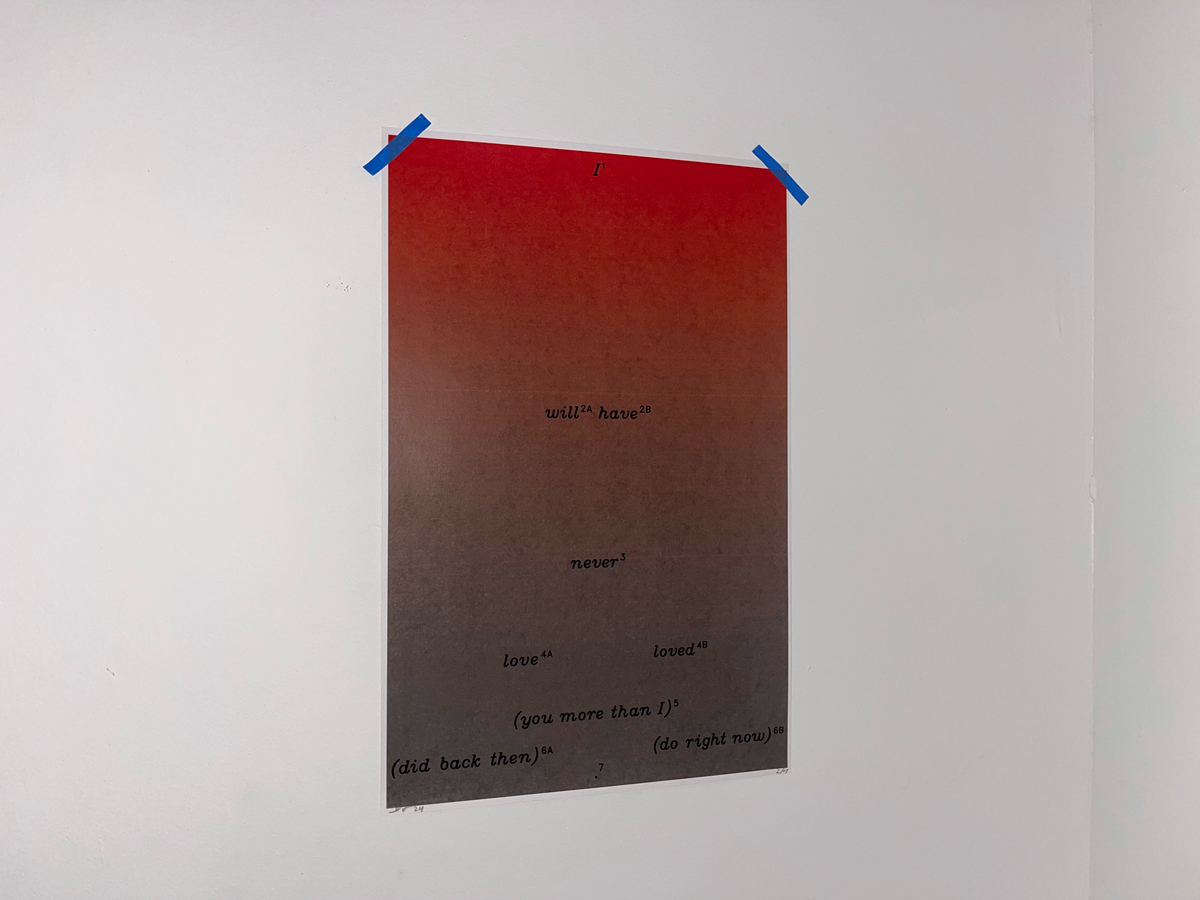 I¹
will²ᴬ have²ᴮ
never³
love⁴ᴬ loved⁴ᴮ
(you more than I)⁵
(did back then)⁶ᴬ (do right now)⁶ᴮ
.⁷